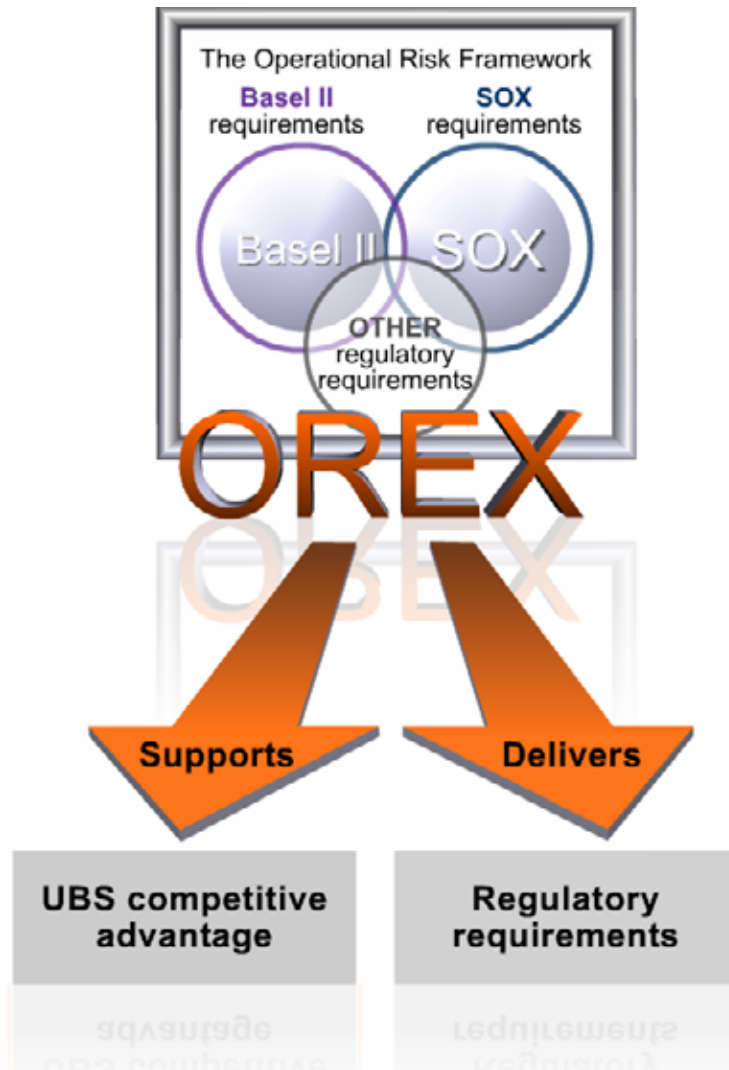 The Operational Risk Framework
Basel II SOX
requirements requirements
Basel II SOX
OTHER
regulatory
requirements
OREX
Supports Delivers
UBS competitive
advantage
Regulatory
requirements